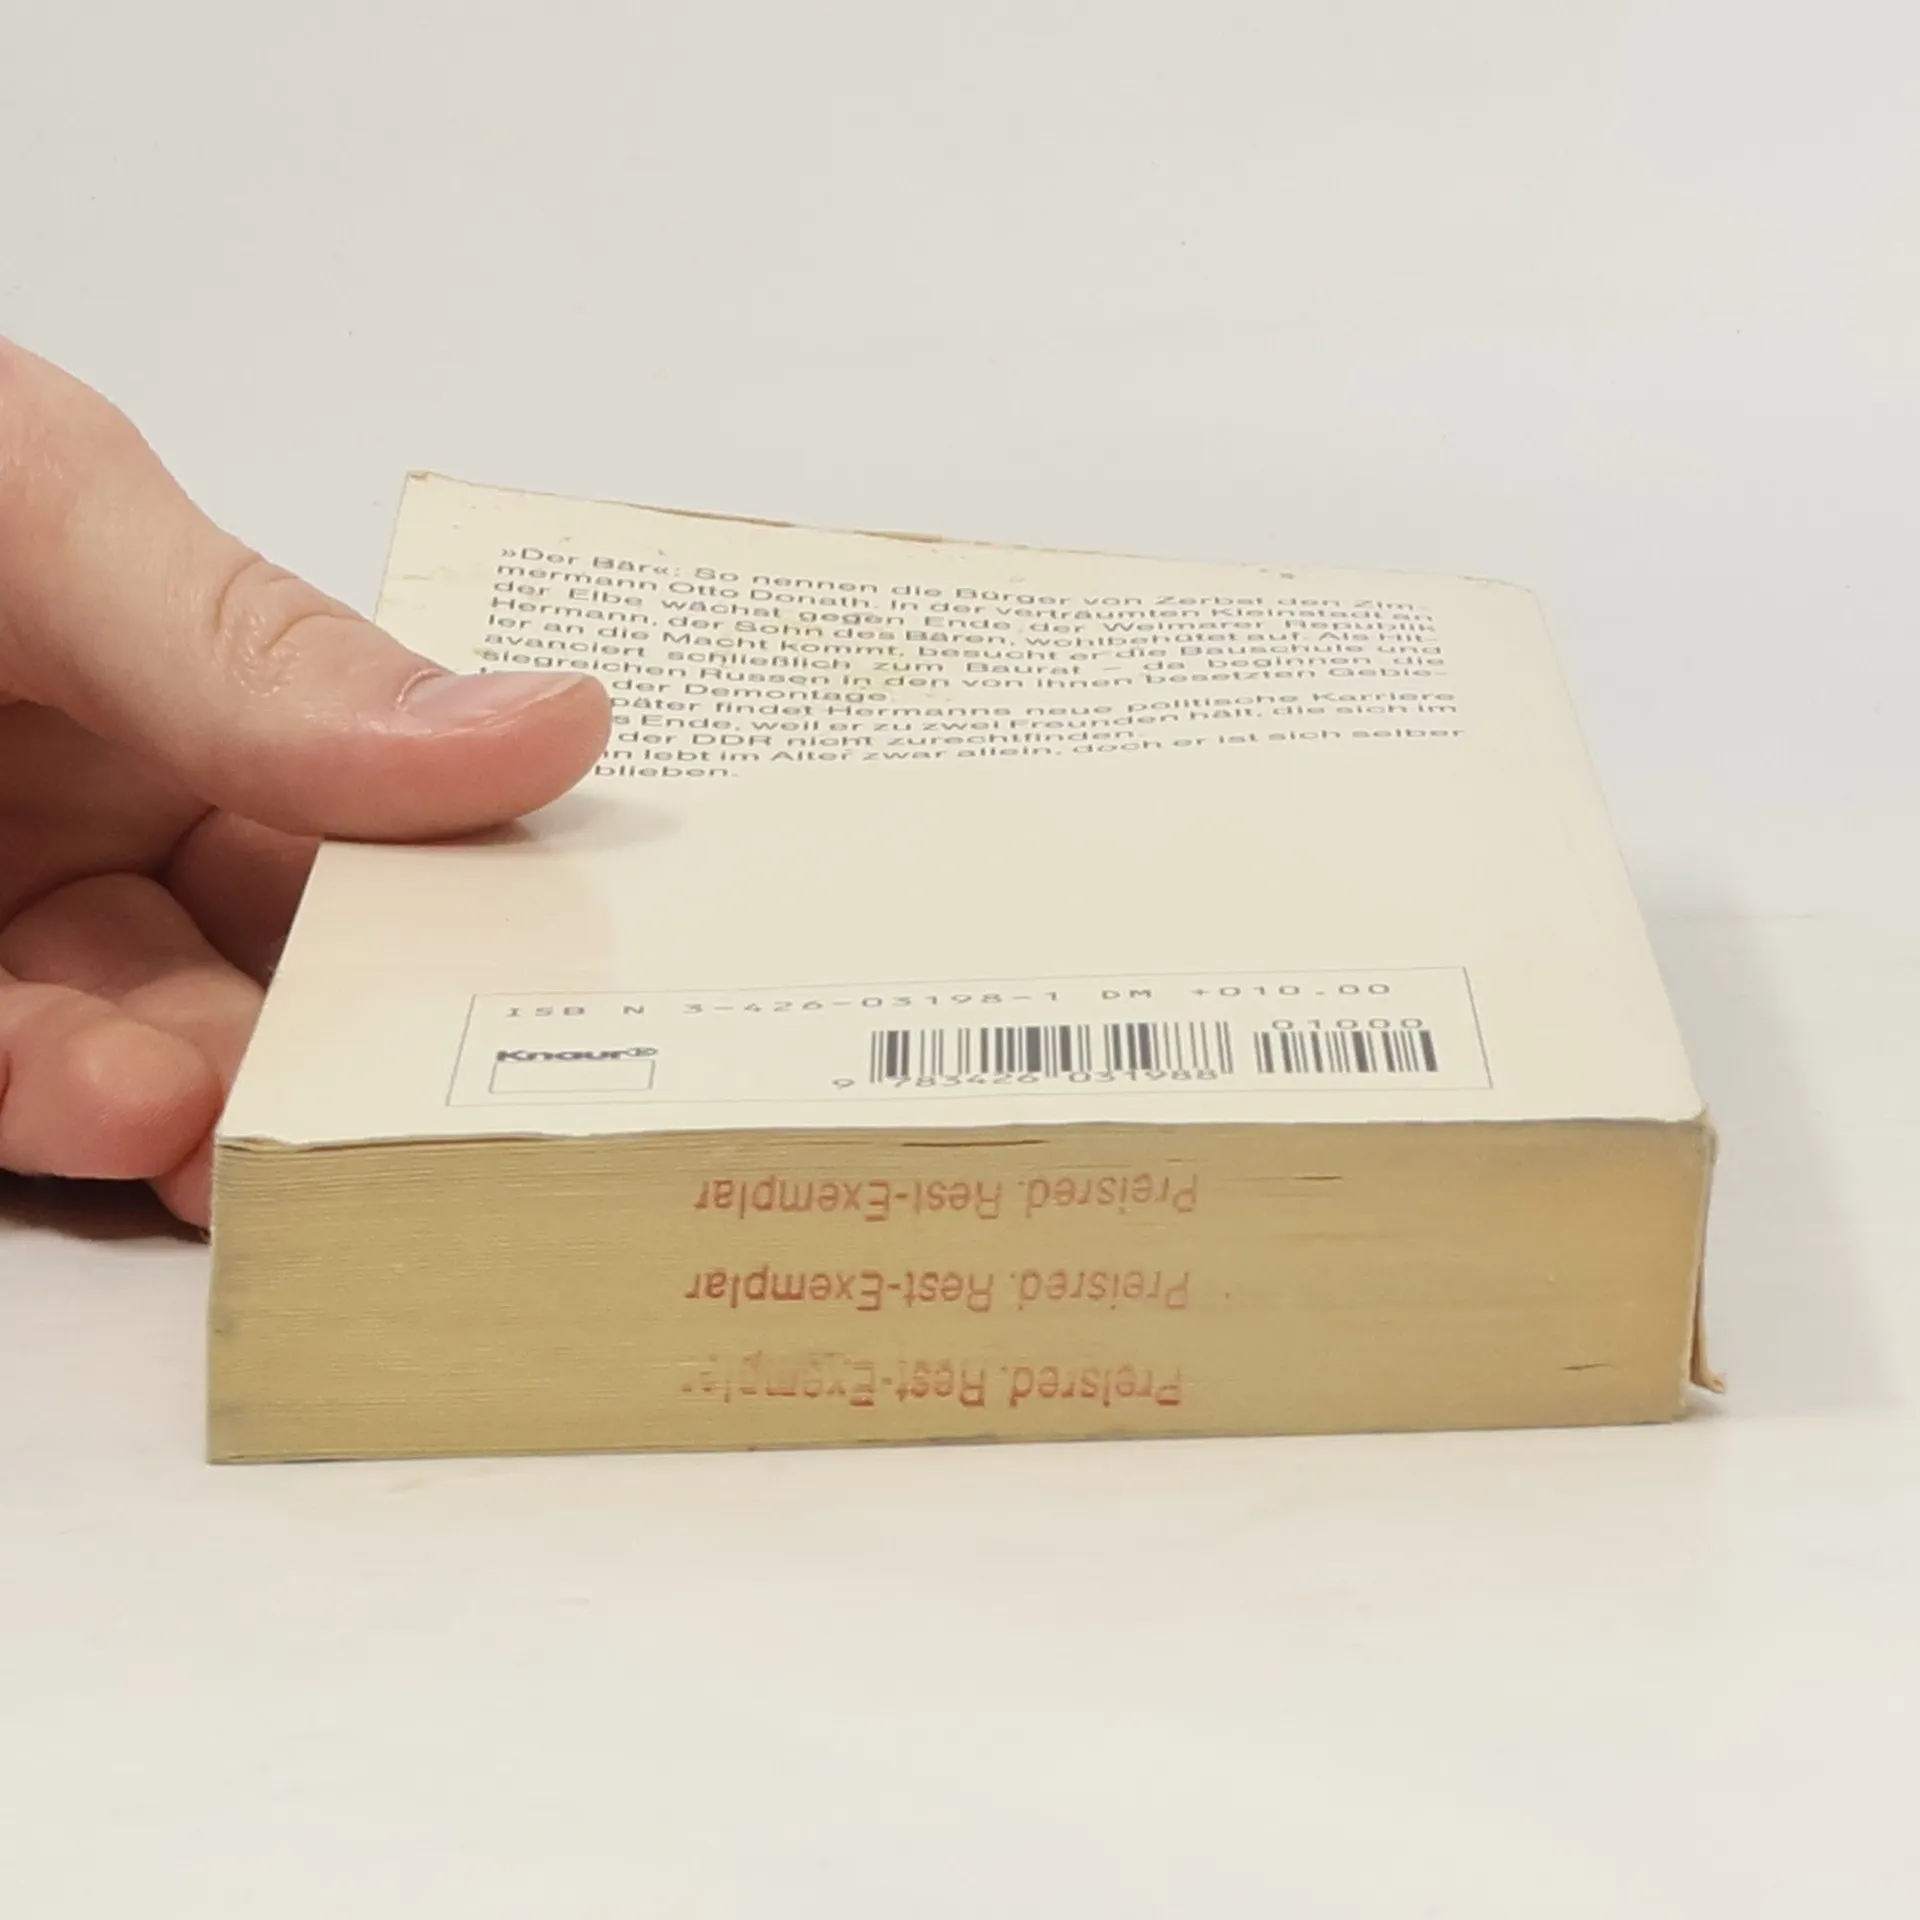 »Der Bär«: So nennen die Bürger von Zerbst den Zim-
mermann Otto Donath. In der verträumten Kleinstadt an
der Elbe wächst gegen Ende der Weimarer Republik
Hermann, der Sohn des Bären, wohlbehütet auf. Als Hit-
ler an die Macht kommt, besucht er die Bauschule und
avanciert schließlich zum Baurat – da beginnen die
siegreichen Russen in den von ihnen besetzten Gebie-
der Demontage.
päter findet Hermanns neue politische Karriere
s Ende, weil er zu zwei Freunden hält, die sich im
der DDR nicht zurechtfinden.
nn lebt im Alter zwar allein, doch er ist sich selber
blieben.
ISBN 3-426-03198-1 DM +010.00
01000
Knaur®
9 783426 031988
Preisred. Rest-Exemplar
Preisred. Rest-Exemplar
Preisred. Rest-Exemplar